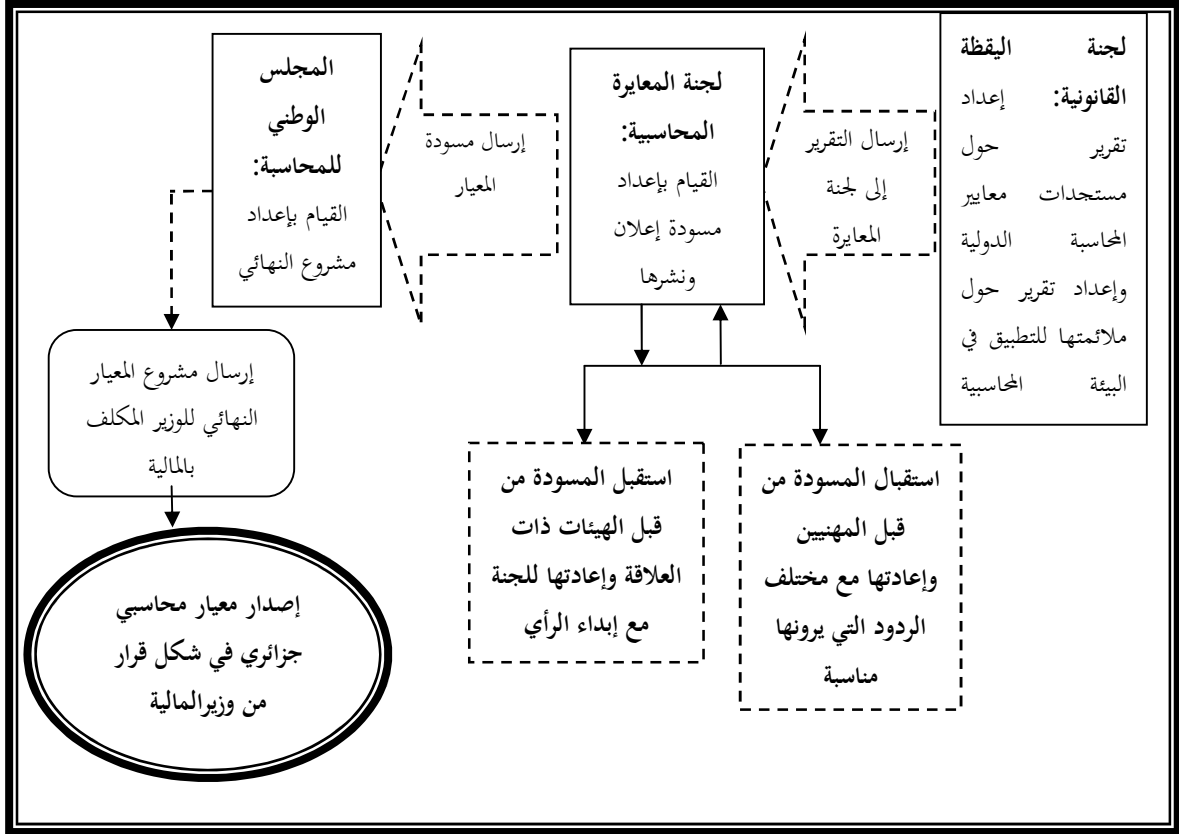 لجنة اليقظة
القانونية: إعداد
تقرير حول
مستجدات معايير
المحاسبة الدولية
وإعداد تقرير حول
ملائمتها للتطبيق في
البيئة المحاسبية
إرسال التقرير
إلى لجنة
المعايرة
لجنة المعايرة
المحاسبية:
القيام بإعداد
مسودة إعلان
ونشرها
إرسال مسودة
المعيار
المجلس
الوطني
للمحاسبة:
القيام بإعداد
مشروع النهائي
استقبال المسودة من
قبل المهنيين
وإعادتها مع مختلف
الردود التي يرونها
مناسبة
استقبل المسودة من
قبل الهيئات ذات
العلاقة وإعادتها للجنة
مع إبداء الرأي
إرسال مشروع المعيار
النهائي للوزير المكلف
بالمالية
إصدار معيار محاسبي
جزائري في شكل قرار
من وزيرالمالية